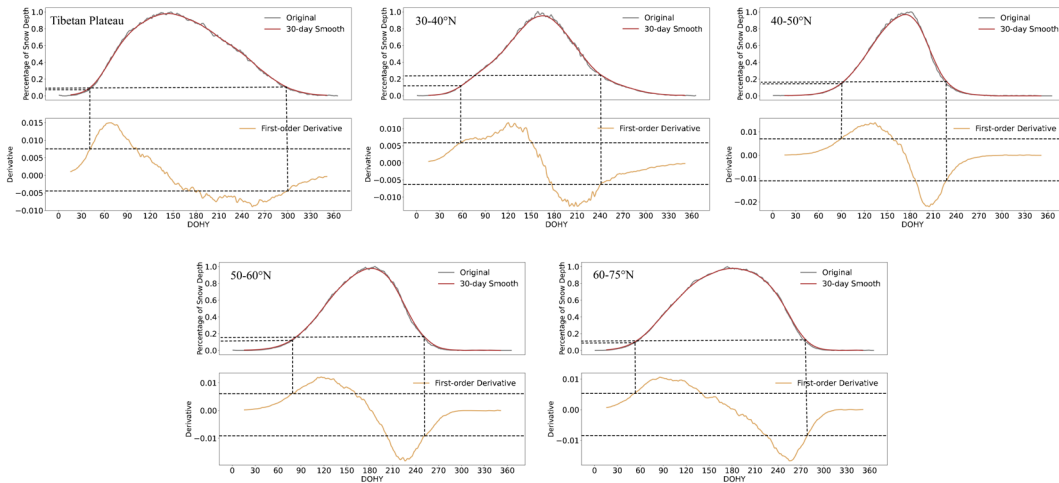 Tibetan Plateau
Original
30-day Smooth
Percentage of Snow Depth
1.0
0.8
0.6
0.4
0.2
0.0
First-order Derivative
Derivative
0.015
0.010
0.005
0.000
−0.005
−0.010
0 30 60 90 120 150 180 210 240 270 300 330 360
DOHY
30-40°N
Original
30-day Smooth
Percentage of Snow Depth
1.0
0.8
0.6
0.4
0.2
0.0
First-order Derivative
Derivative
0.010
0.005
0.000
−0.005
−0.010
0 30 60 90 120 150 180 210 240 270 300 330 360
DOHY
40-50°N
Original
30-day Smooth
Percentage of Snow Depth
1.0
0.8
0.6
0.4
0.2
0.0
First-order Derivative
Derivative
0.01
0.00
−0.01
−0.02
0 30 60 90 120 150 180 210 240 270 300 330 360
DOHY
50-60°N
Original
30-day Smooth
Percentage of Snow Depth
1.0
0.8
0.6
0.4
0.2
0.0
First-order Derivative
Derivative
0.01
0.00
−0.01
0 30 60 90 120 150 180 210 240 270 300 330 360
DOHY
60-75°N
Original
30-day Smooth
Percentage of Snow Depth
1.0
0.8
0.6
0.4
0.2
0.0
First-order Derivative
Derivative
0.01
0.00
−0.01
0 30 60 90 120 150 180 210 240 270 300 330 360
DOHY